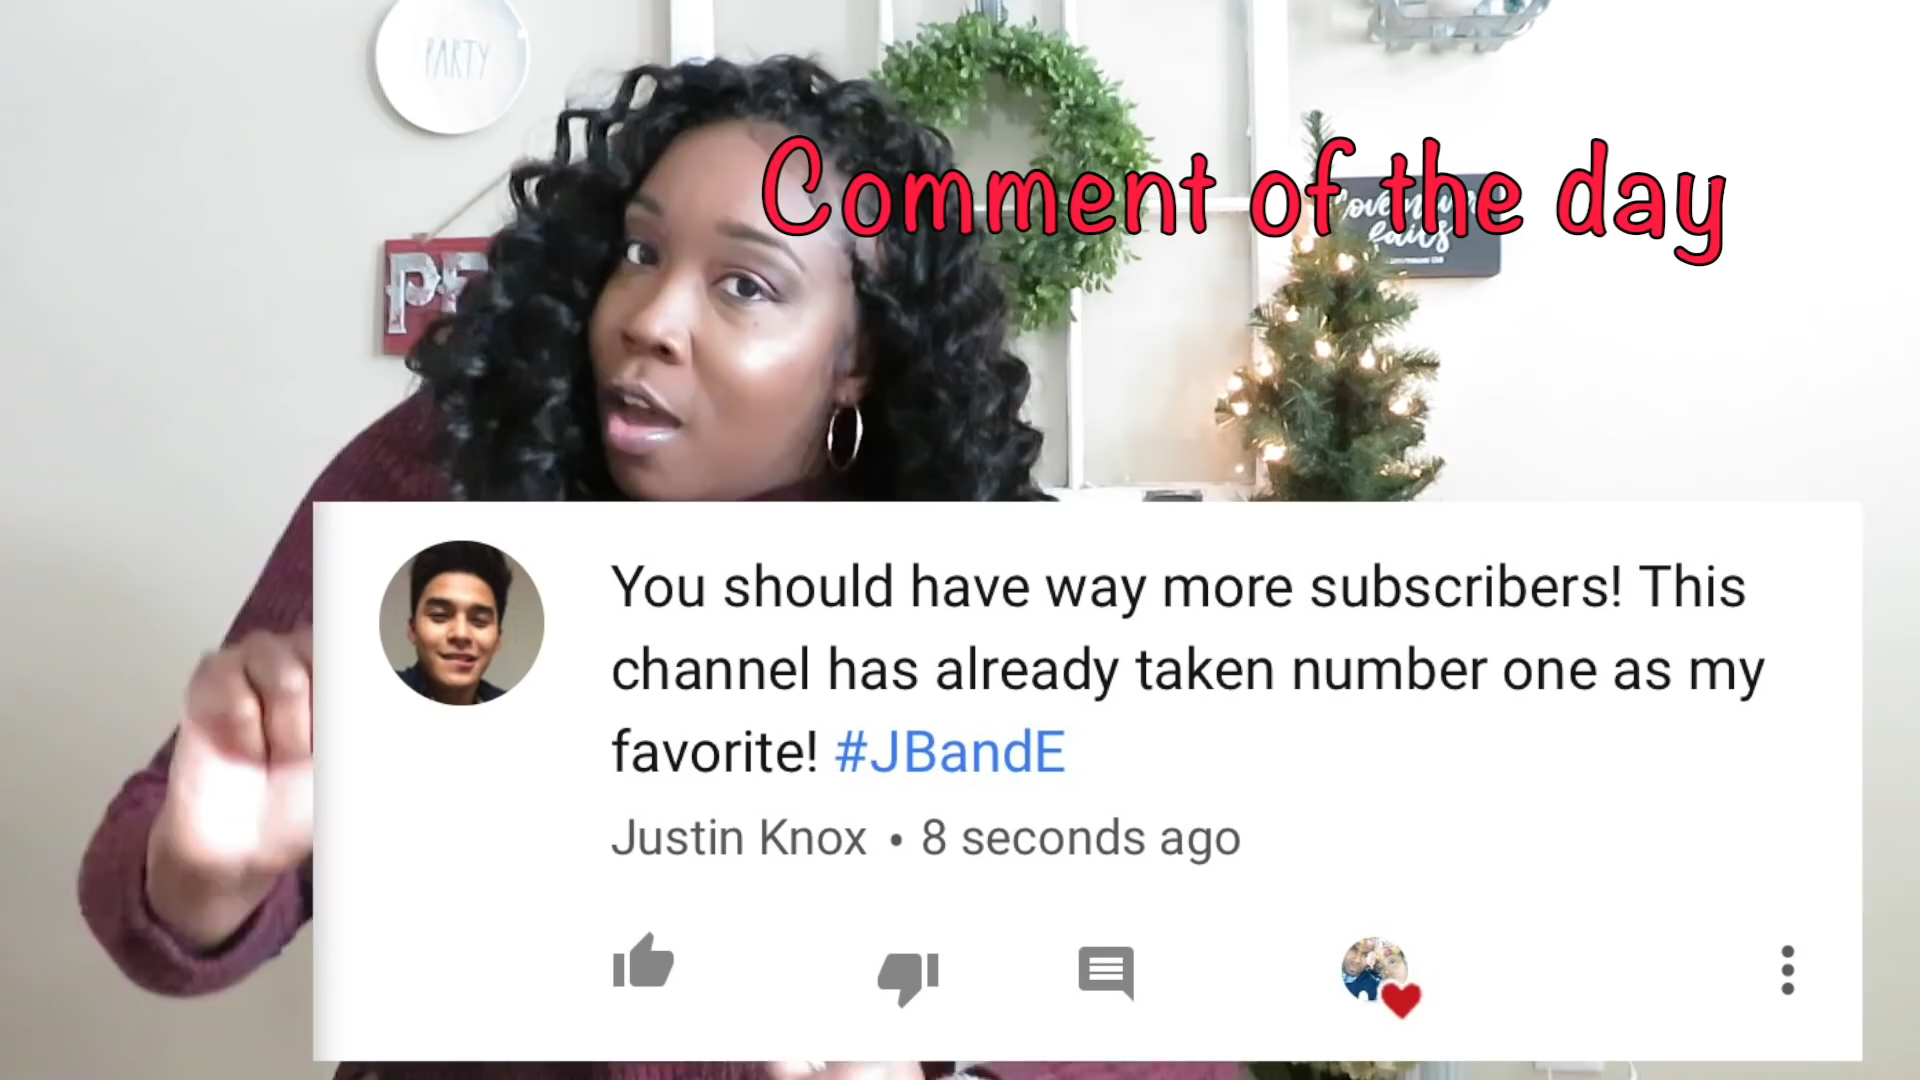 PARTY
Comment of the day
You should have way more subscribers! This
channel has already taken number one as my
favorite! #JBandE
Justin Knox • 8 seconds ago